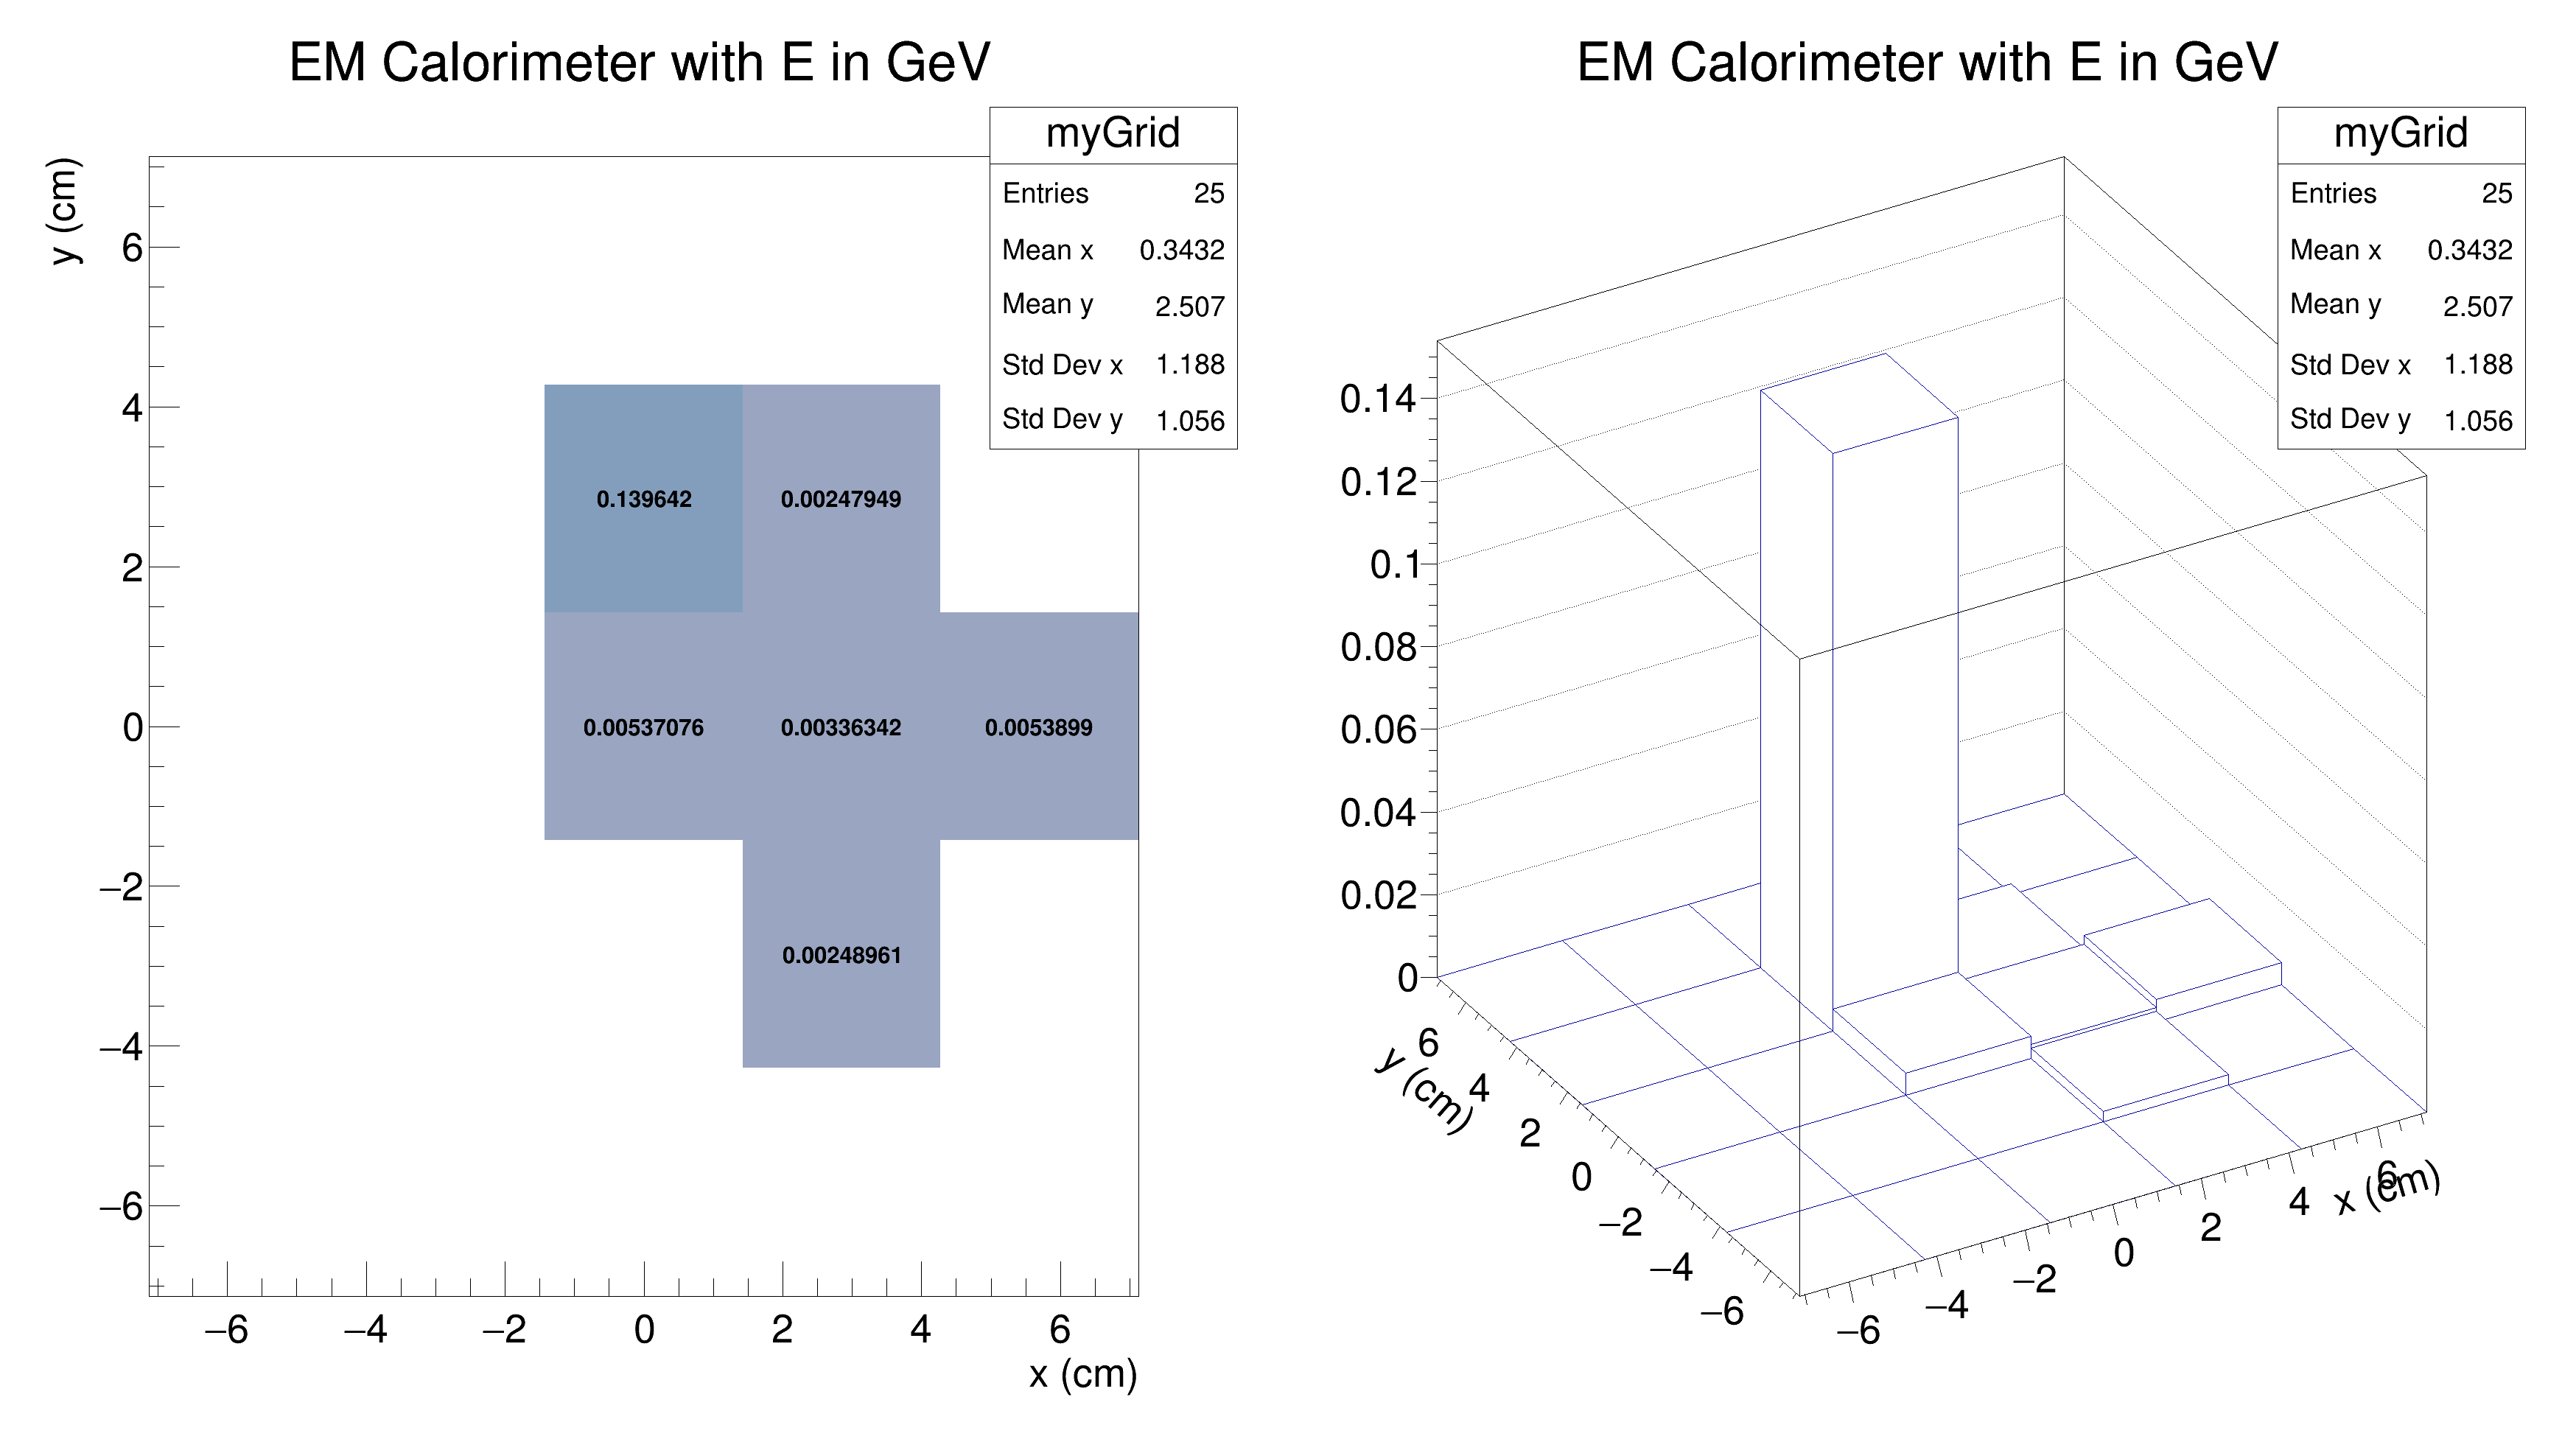 EM Calorimeter with E in GeV
myGrid
Entries 25
Mean x 0.3432
Mean y 2.507
Std Dev x 1.188
Std Dev y 1.056
y (cm)
6
4
2
0
−2
−4
−6
0.139642 0.00247949
0.00537076 0.00336342 0.0053899
0.00248961
−6 −4 −2 0 2 4 6
x (cm)
EM Calorimeter with E in GeV
myGrid
Entries 25
Mean x 0.3432
Mean y 2.507
Std Dev x 1.188
Std Dev y 1.056
0.14
0.12
0.1
0.08
0.06
0.04
0.02
0
y (cm)
6
4
2
0
−2
−4
−6
−6 −4 −2 0 2 4 6
x (cm)